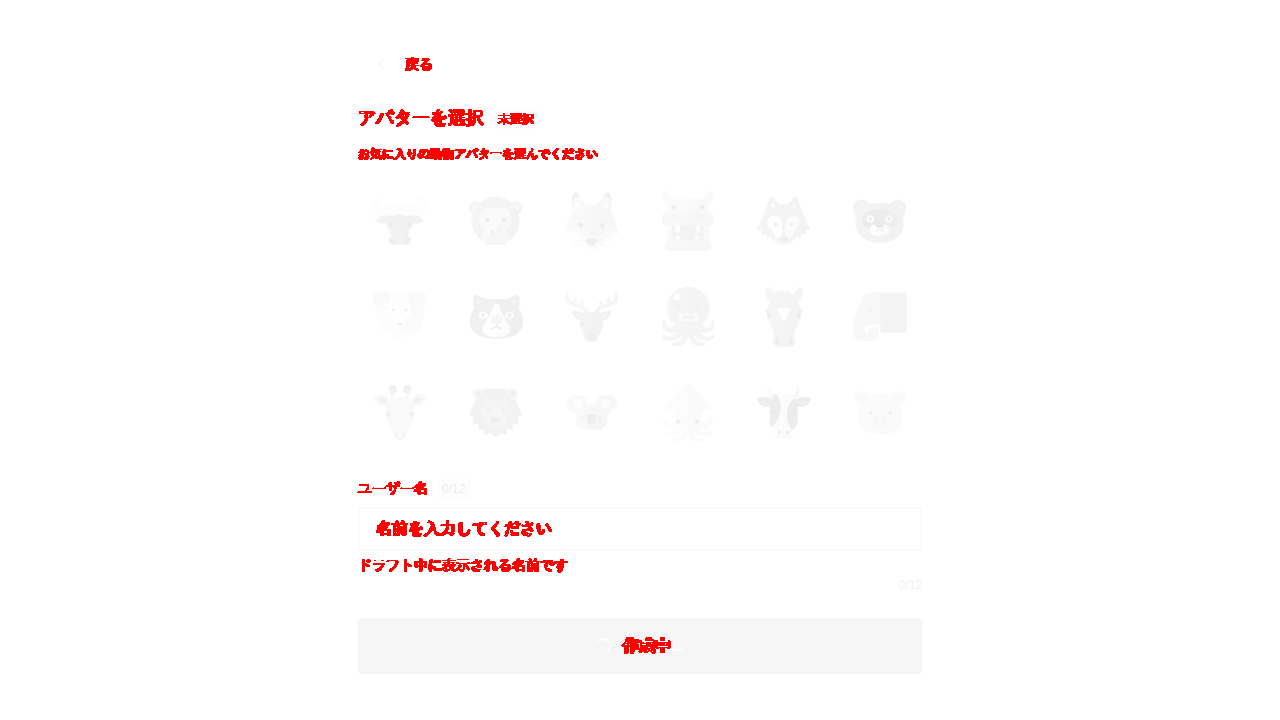 戻る
アバターを選択 未選択
お気に入りの動物アバターを選んでください
ユーザー名 0/12
名前を入力してください
ドラフト中に表示される名前です
0/12
作成中...